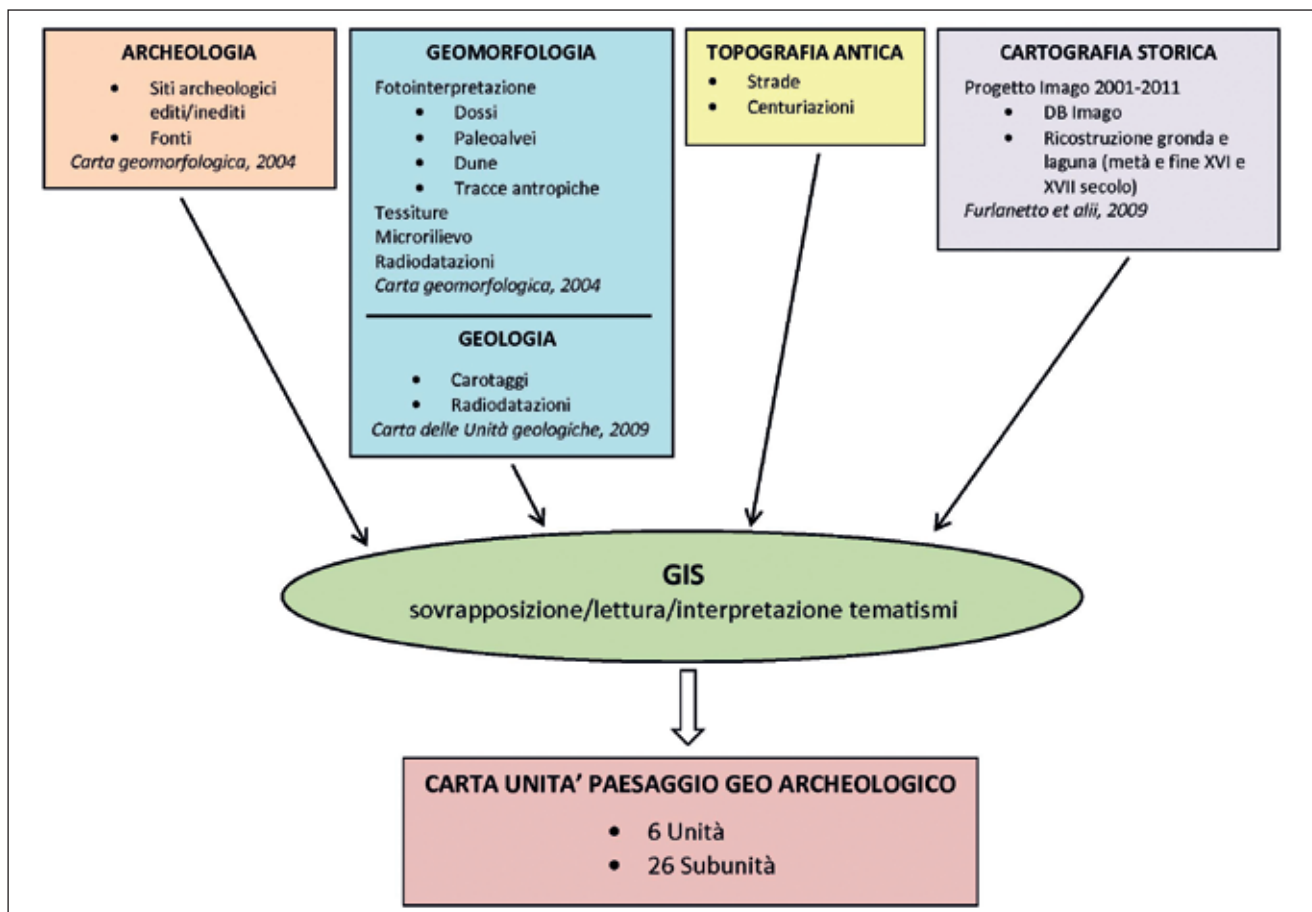 ARCHEOLOGIA
• Siti archeologici
editi/inediti
• Fonti
Carta geomorfologica, 2004
GEOMORFOLOGIA
Fotointerpretazione
• Dossi
• Paleoalvei
• Dune
• Tracce antropiche
Tessiture
Microrilievo
Radiodatazioni
Carta geomorfologica, 2004
GEOLOGIA
• Carotaggi
• Radiodatazioni
Carta delle Unità geologiche, 2009
TOPOGRAFIA ANTICA
• Strade
• Centuriazioni
CARTOGRAFIA STORICA
Progetto Imago 2001-2011
• DB Imago
• Ricostruzione gronda e
laguna (metà e fine XVI e
XVII secolo)
Furlanetto et alii, 2009
GIS
sovrapposizione/lettura/interpretazione tematismi
CARTA UNITA’ PAESAGGIO GEO ARCHEOLOGICO
• 6 Unità
• 26 Subunità